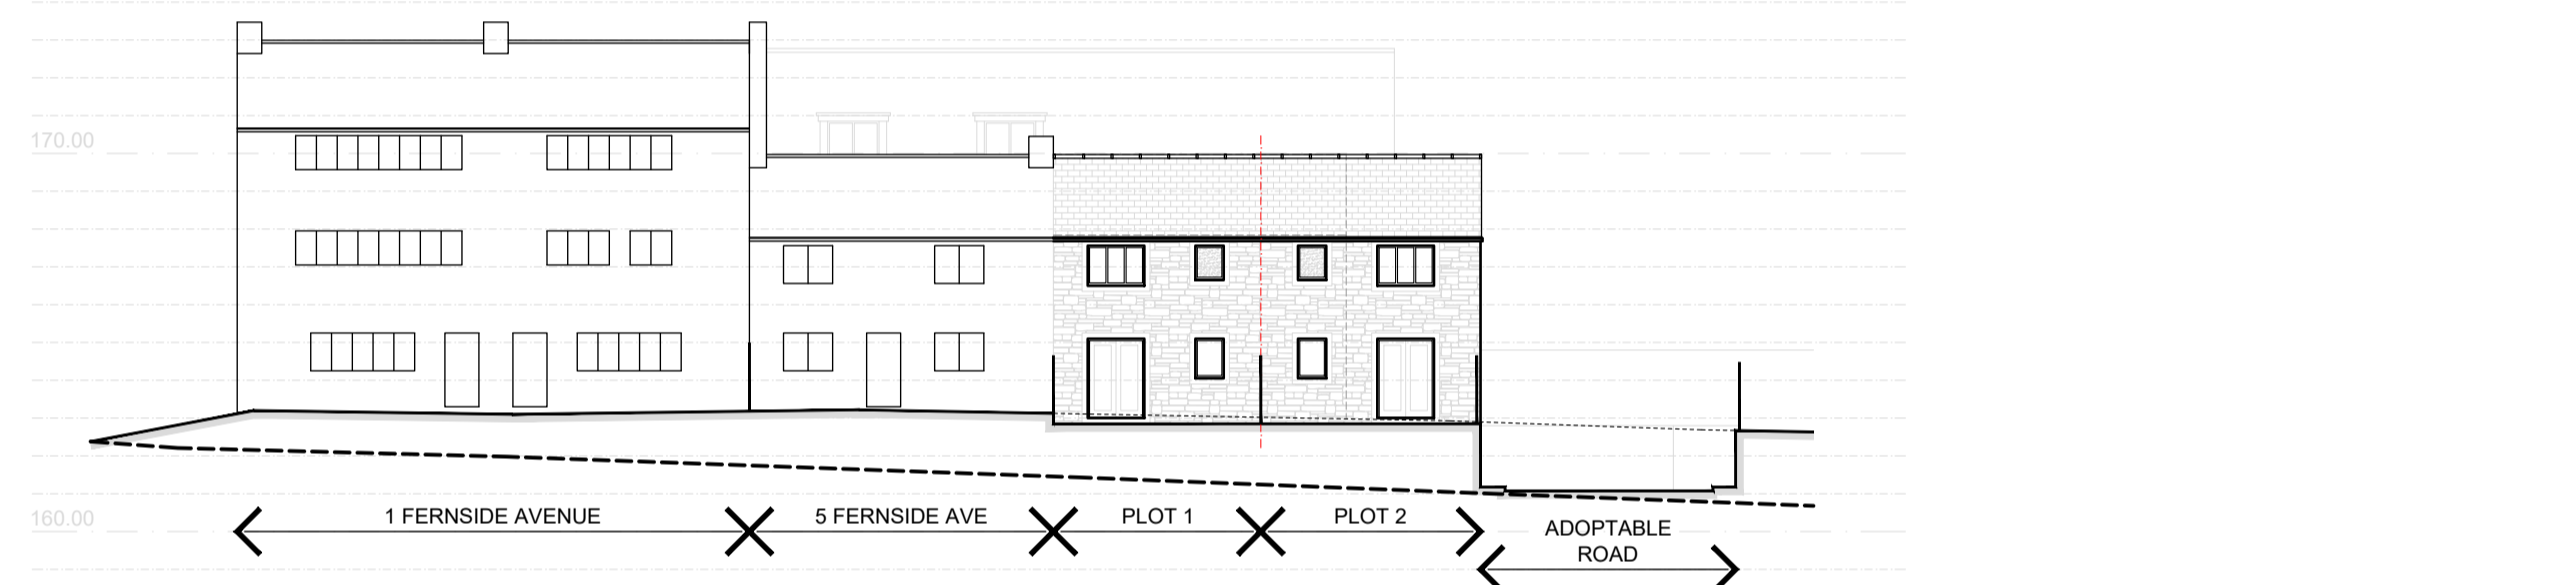 170.00
160.00
1 FERNSIDE AVENUE
5 FERNSIDE AVE
PLOT 1
PLOT 2
ADOPTABLE
ROAD